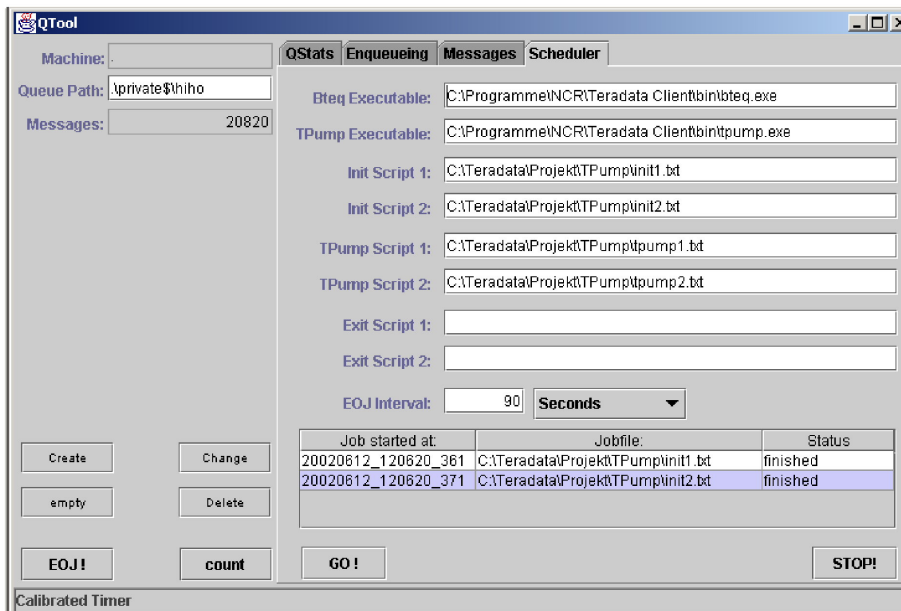 QTool
Machine: .
Queue Path: .\private$\hiho
Messages: 20820
QStats Enqueueing Messages Scheduler
Bteq Executable: C:\Programme\NCR\Teradata Client\bin\bteq.exe
TPump Executable: C:\Programme\NCR\Teradata Client\bin\tpump.exe
Init Script 1: C:\Teradata\Projekt\TPump\init1.txt
Init Script 2: C:\Teradata\Projekt\TPump\init2.txt
TPump Script 1: C:\Teradata\Projekt\TPump\tpump1.txt
TPump Script 2: C:\Teradata\Projekt\TPump\tpump2.txt
Exit Script 1:
Exit Script 2:
EOJ Interval: 90 Seconds
Job started at: Jobfile: Status
20020612_120620_361 C:\Teradata\Projekt\TPump\init1.txt finished
20020612_120620_371 C:\Teradata\Projekt\TPump\init2.txt finished
Create Change
empty Delete
EOJ! count
GO! STOP!
Calibrated Timer